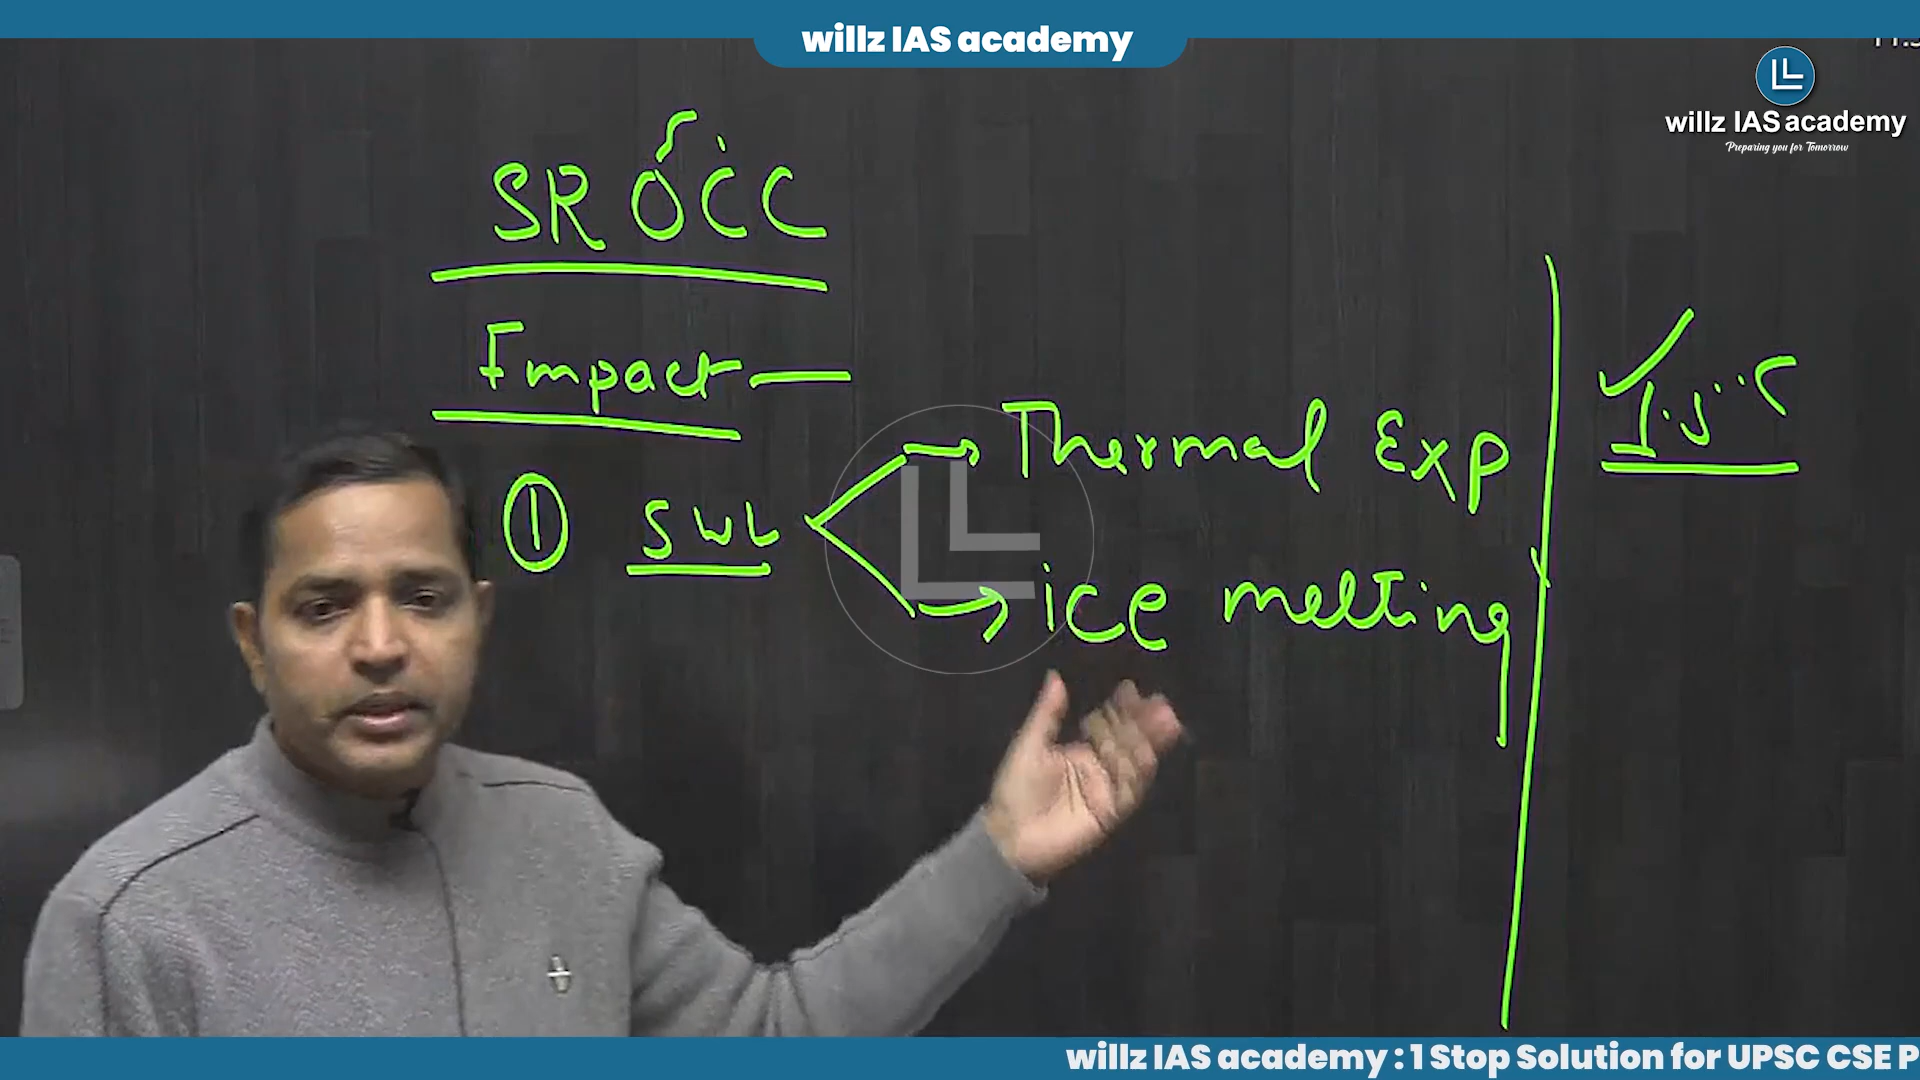 willz IAS academy
willz IAS academy
Preparing you for Tomorrow
SROCC
Impact —
① SWL → Thermal Exp
→ ice melting
willz IAS academy : 1 Stop Solution for UPSC CSE P